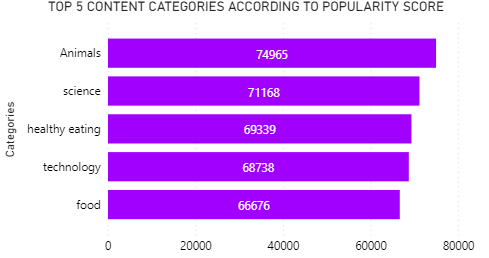 TOP 5 CONTENT CATEGORIES ACCORDING TO POPULARITY SCORE
Categories
Animals 74965
science 71168
healthy eating 69339
technology 68738
food 66676
0 20000 40000 60000 80000